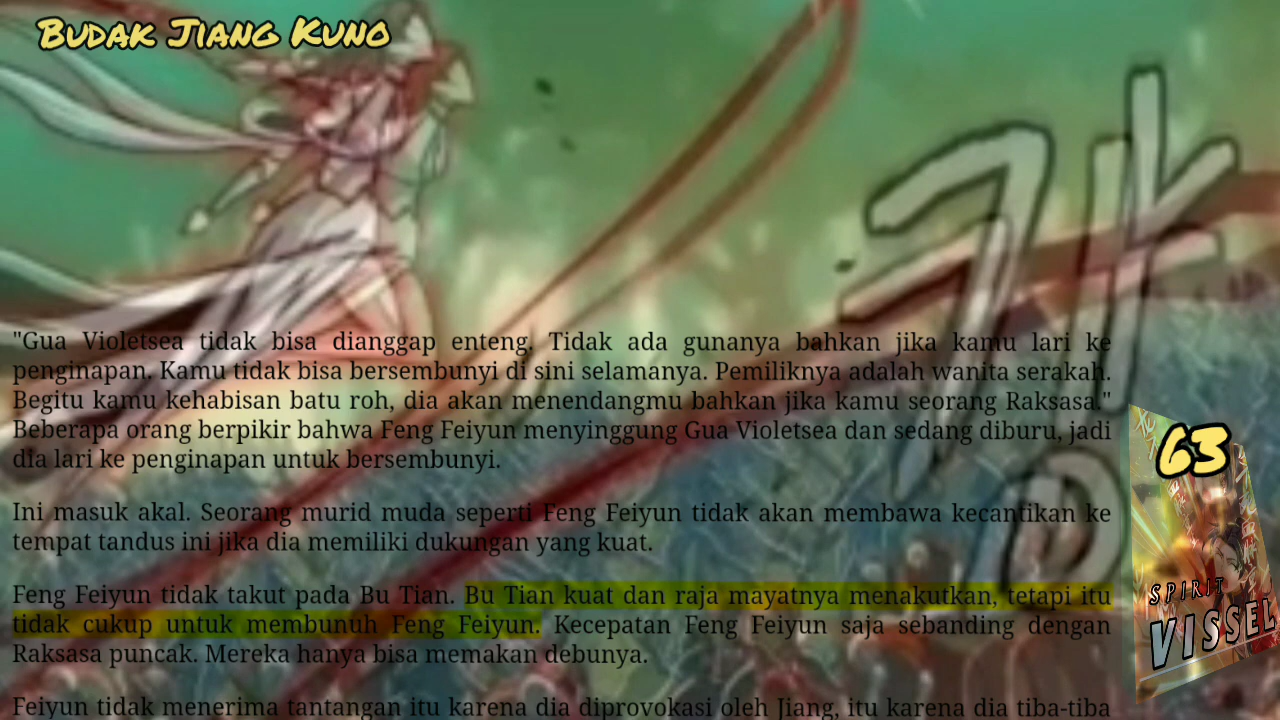 Budak Jiang Kuno
"Gua Violetsea tidak bisa dianggap enteng. Tidak ada gunanya bahkan jika kamu lari ke
penginapan. Kamu tidak bisa bersembunyi di sini selamanya. Pemiliknya adalah wanita serakah.
Begitu kamu kehabisan batu roh, dia akan menendangmu bahkan jika kamu seorang Raksasa."
Beberapa orang berpikir bahwa Feng Feiyun menyinggung Gua Violetsea dan sedang diburu, jadi
dia lari ke penginapan untuk bersembunyi.
Ini masuk akal. Seorang murid muda seperti Feng Feiyun tidak akan membawa kecantikan ke
tempat tandus ini jika dia memiliki dukungan yang kuat.
Feng Feiyun tidak takut pada Bu Tian. Bu Tian kuat dan raja mayatnya menakutkan, tetapi itu
tidak cukup untuk membunuh Feng Feiyun. Kecepatan Feng Feiyun saja sebanding dengan
Raksasa puncak. Mereka hanya bisa memakan debunya.
Feiyun tidak menerima tantangan itu karena dia diprovokasi oleh Jiang, itu karena dia tiba-tiba
63
SPIRIT
VISSEL